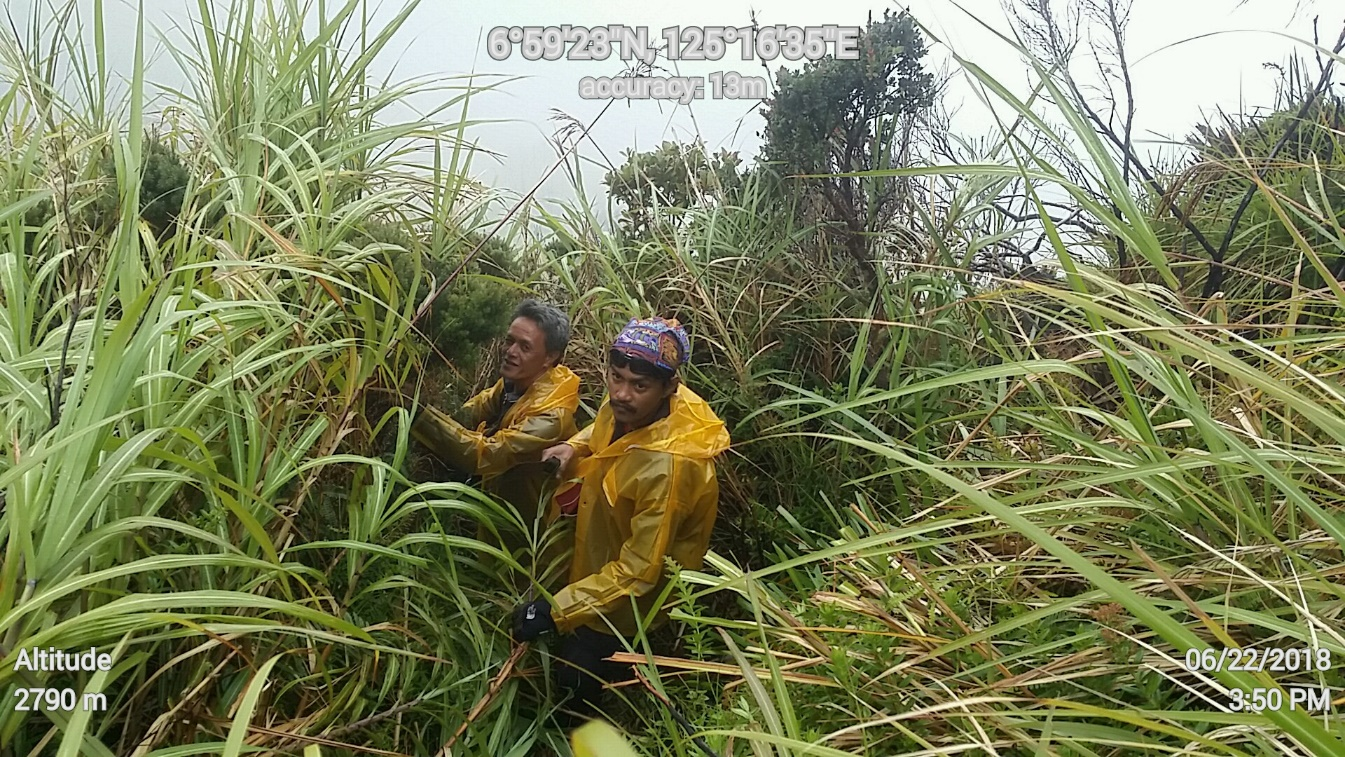 6°59'23"N, 125°16'35"E
accuracy: 13m
Altitude
2790 m
06/22/2018
3:50 PM